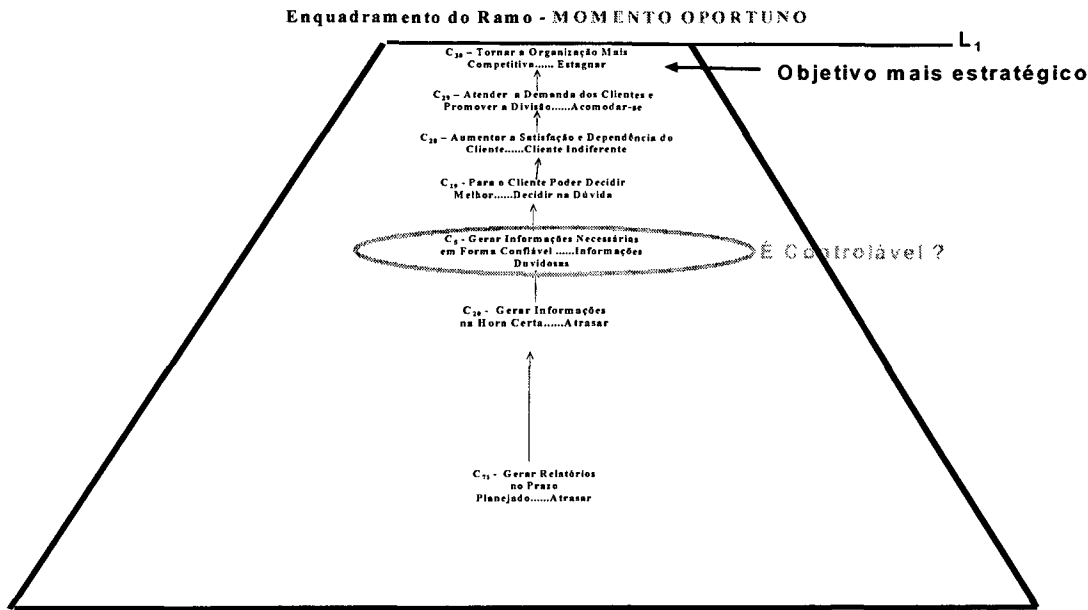 Enquadramento do Ramo - MOMENTO OPORTUNO
L1
C30 – Tornar a Organização Mais
Competitiva...... Estagnar
Objetivo mais estratégico
C29 – Atender a Demanda dos Clientes e
Promover a Divisão......Acomodar-se
C28 – Aumentar a Satisfação e Dependência do
Cliente......Cliente Indiferente
C19 - Para o Cliente Poder Decidir
Melhor......Decidir na Dúvida
C5 - Gerar Informações Necessárias
em Forma Confiável ......Informações
Duvidosas
É Controlável ?
C20 - Gerar Informações
na Hora Certa......Atrasar
C71 - Gerar Relatórios
no Prazo
Planejado......Atrasar